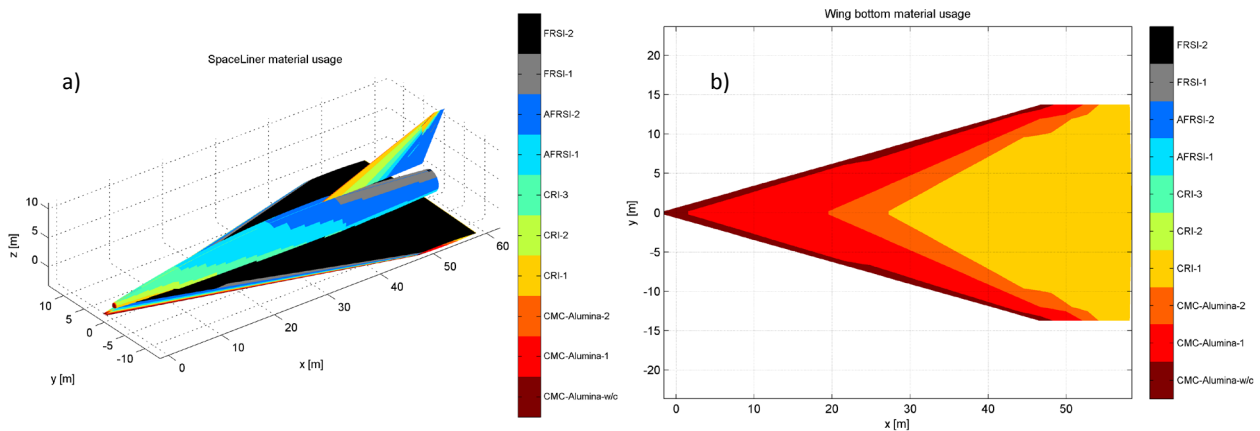 SpaceLiner material usage
a)
10
5
0
z [m]
10
5
0
-5
-10
y [m]
0
10
20
30
40
50
60
x [m]
FRSI-2
FRSI-1
AFRSI-2
AFRSI-1
CRI-3
CRI-2
CRI-1
CMC-Alumina-2
CMC-Alumina-1
CMC-Alumina-w/c
Wing bottom material usage
b)
20
15
10
5
0
-5
-10
-15
-20
y [m]
0
10
20
30
40
50
x [m]
FRSI-2
FRSI-1
AFRSI-2
AFRSI-1
CRI-3
CRI-2
CRI-1
CMC-Alumina-2
CMC-Alumina-1
CMC-Alumina-w/c